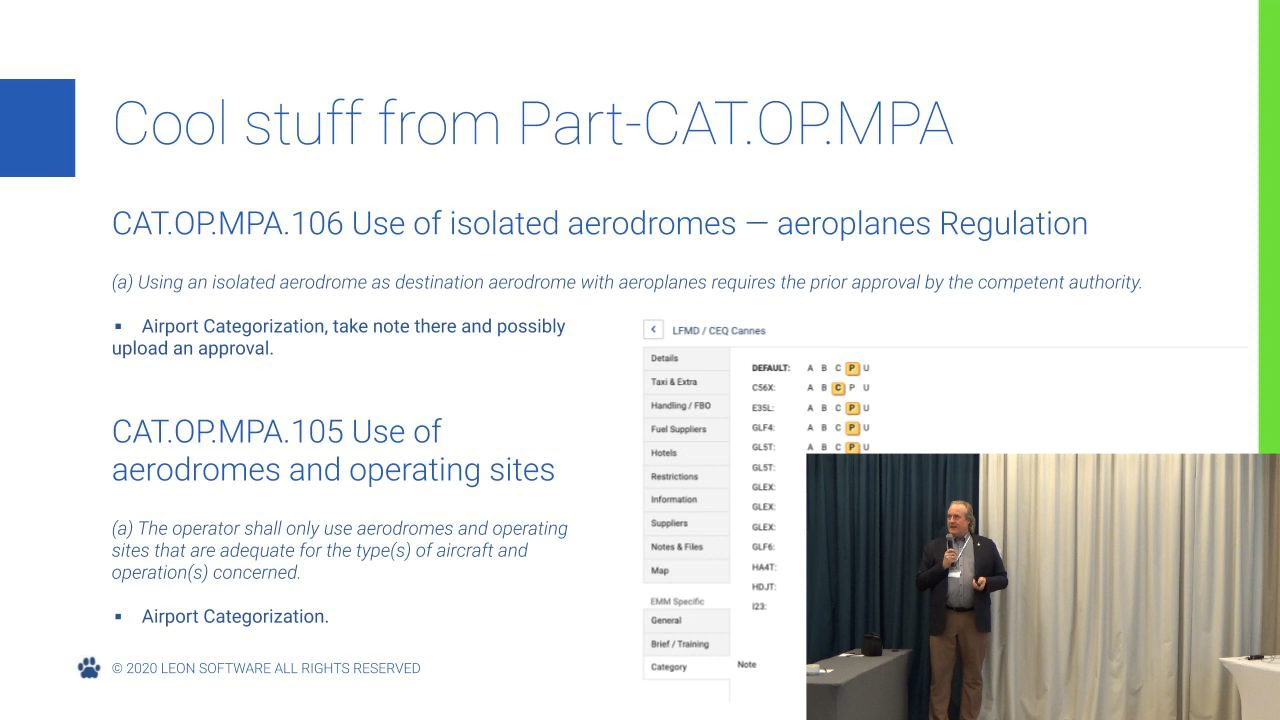 Cool stuff from Part-CAT.OP.MPA
CAT.OP.MPA.106 Use of isolated aerodromes — aeroplanes Regulation
(a) Using an isolated aerodrome as destination aerodrome with aeroplanes requires the prior approval by the competent authority.
▪ Airport Categorization, take note there and possibly
upload an approval.
CAT.OP.MPA.105 Use of
aerodromes and operating sites
(a) The operator shall only use aerodromes and operating
sites that are adequate for the type(s) of aircraft and
operation(s) concerned.
▪ Airport Categorization.
© 2020 LEON SOFTWARE ALL RIGHTS RESERVED
< LFMD / CEQ Cannes
Details
Taxi & Extra
Handling / FBO
Fuel Suppliers
Hotels
Restrictions
Information
Suppliers
Notes & Files
Map
EMM Specific
General
Brief / Training
Category
DEFAULT: A B C P U
C56X: A B C P U
E35L: A B C P U
GLF4: A B C P U
GL5T: A B C P U
GL5T:
GLEX:
GLEX:
GLEX:
GLF6:
HA4T:
HDJT:
I23:
Note